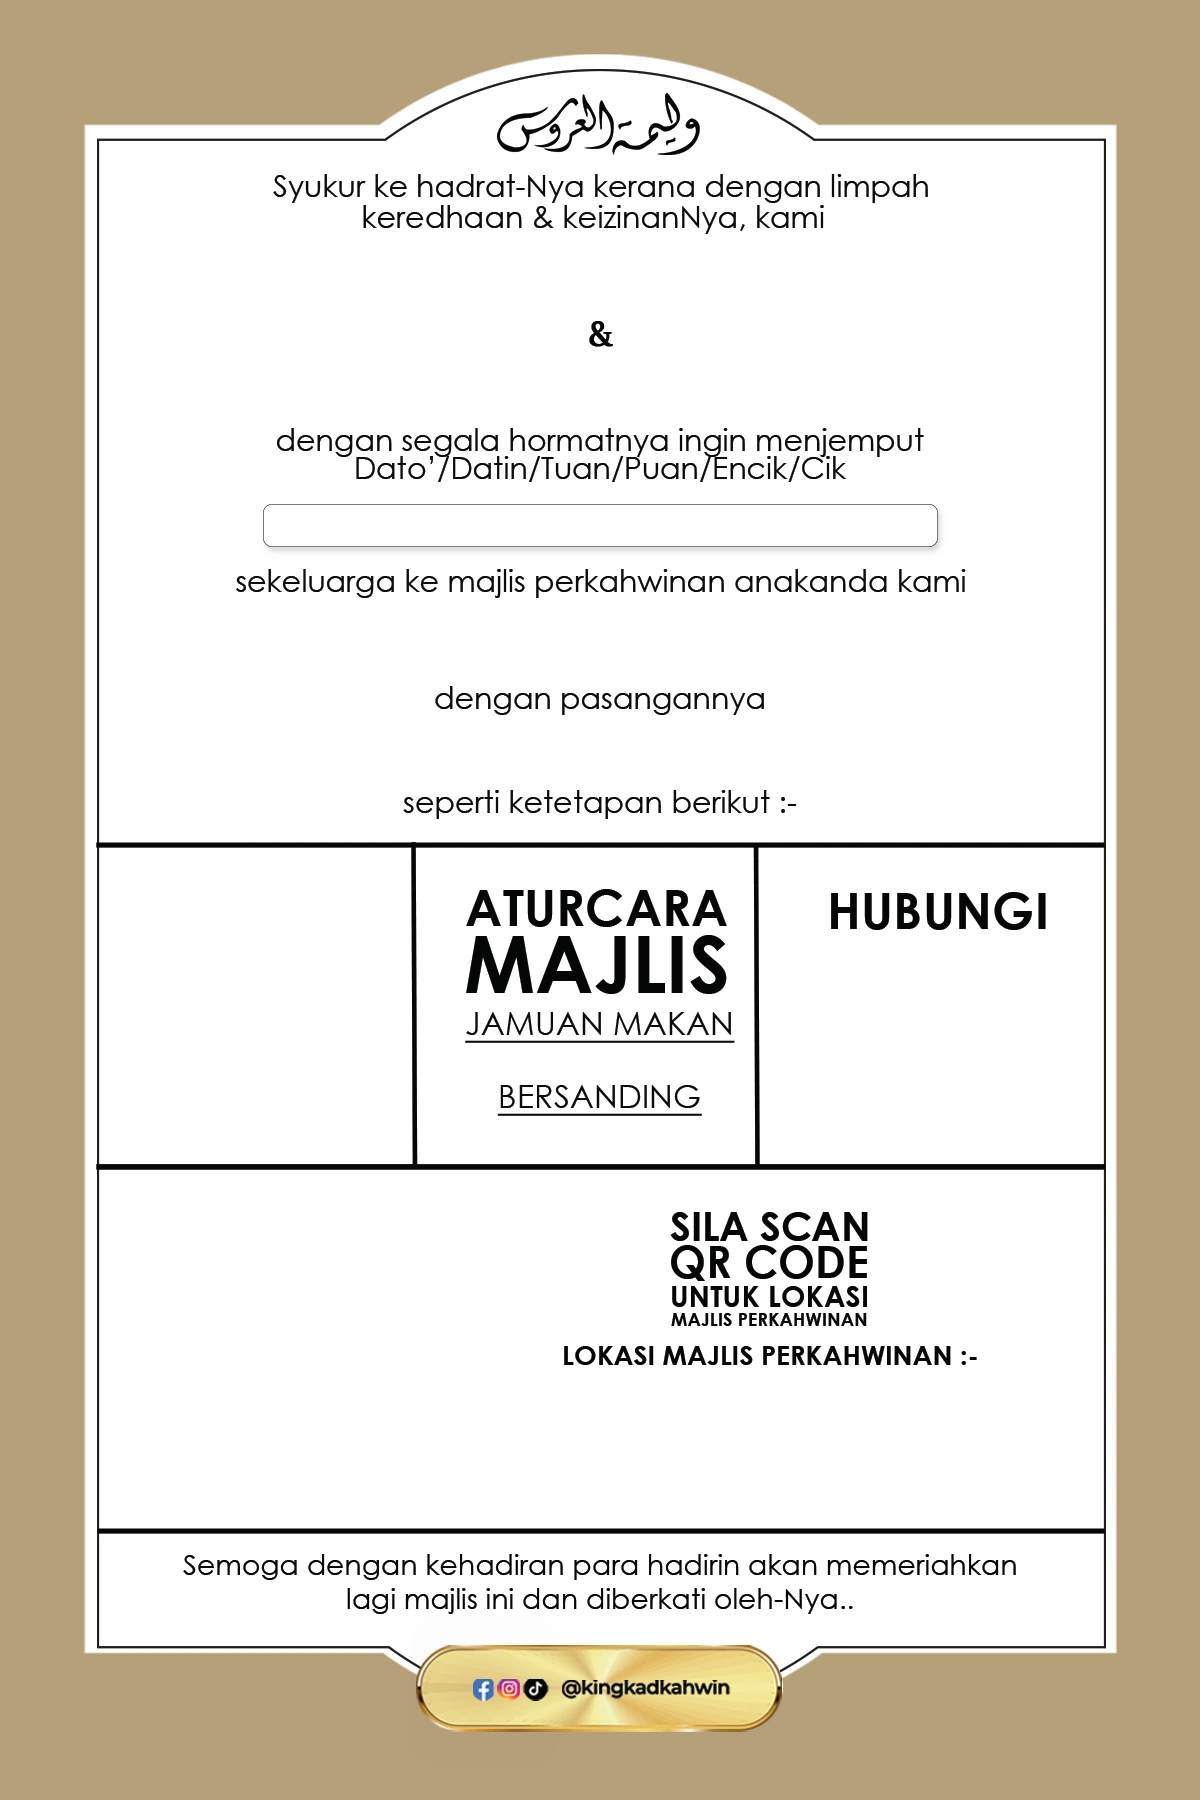 وليمة العروس
Syukur ke hadrat-Nya kerana dengan limpah
keredhaan & keizinanNya, kami
&
dengan segala hormatnya ingin menjemput
Dato’/Datin/Tuan/Puan/Encik/Cik
sekeluarga ke majlis perkahwinan anakanda kami
dengan pasangannya
seperti ketetapan berikut :-
ATURCARA
MAJLIS
JAMUAN MAKAN
BERSANDING
HUBUNGI
SILA SCAN
QR CODE
UNTUK LOKASI
MAJLIS PERKAHWINAN
LOKASI MAJLIS PERKAHWINAN :-
Semoga dengan kehadiran para hadirin akan memeriahkan
lagi majlis ini dan diberkati oleh-Nya..
@kingkadkahwin